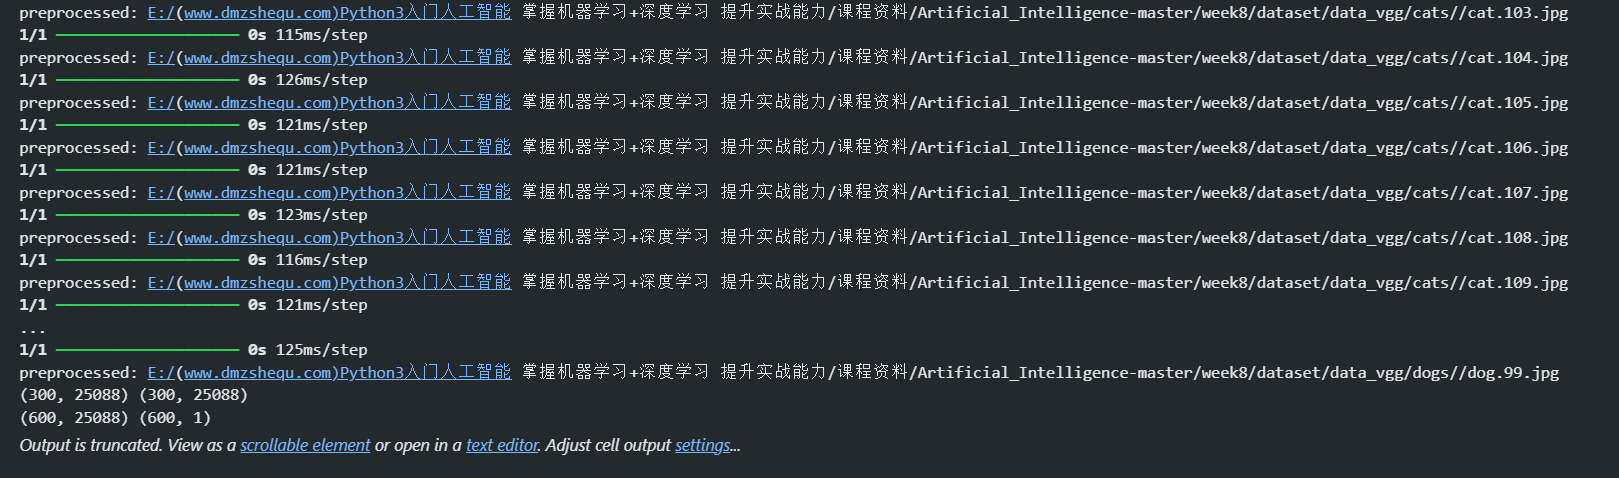 preprocessed: E:/(www.dmzshequ.com)Python3入门人工智能 掌握机器学习+深度学习 提升实战能力/课程资料/Artificial_Intelligence-master/week8/dataset/data_vgg/cats//cat.103.jpg
1/1 ━━━━━━━━━━━━━━━━━━━━ 0s 115ms/step
preprocessed: E:/(www.dmzshequ.com)Python3入门人工智能 掌握机器学习+深度学习 提升实战能力/课程资料/Artificial_Intelligence-master/week8/dataset/data_vgg/cats//cat.104.jpg
1/1 ━━━━━━━━━━━━━━━━━━━━ 0s 126ms/step
preprocessed: E:/(www.dmzshequ.com)Python3入门人工智能 掌握机器学习+深度学习 提升实战能力/课程资料/Artificial_Intelligence-master/week8/dataset/data_vgg/cats//cat.105.jpg
1/1 ━━━━━━━━━━━━━━━━━━━━ 0s 121ms/step
preprocessed: E:/(www.dmzshequ.com)Python3入门人工智能 掌握机器学习+深度学习 提升实战能力/课程资料/Artificial_Intelligence-master/week8/dataset/data_vgg/cats//cat.106.jpg
1/1 ━━━━━━━━━━━━━━━━━━━━ 0s 121ms/step
preprocessed: E:/(www.dmzshequ.com)Python3入门人工智能 掌握机器学习+深度学习 提升实战能力/课程资料/Artificial_Intelligence-master/week8/dataset/data_vgg/cats//cat.107.jpg
1/1 ━━━━━━━━━━━━━━━━━━━━ 0s 123ms/step
preprocessed: E:/(www.dmzshequ.com)Python3入门人工智能 掌握机器学习+深度学习 提升实战能力/课程资料/Artificial_Intelligence-master/week8/dataset/data_vgg/cats//cat.108.jpg
1/1 ━━━━━━━━━━━━━━━━━━━━ 0s 116ms/step
preprocessed: E:/(www.dmzshequ.com)Python3入门人工智能 掌握机器学习+深度学习 提升实战能力/课程资料/Artificial_Intelligence-master/week8/dataset/data_vgg/cats//cat.109.jpg
1/1 ━━━━━━━━━━━━━━━━━━━━ 0s 121ms/step
...
1/1 ━━━━━━━━━━━━━━━━━━━━ 0s 125ms/step
preprocessed: E:/(www.dmzshequ.com)Python3入门人工智能 掌握机器学习+深度学习 提升实战能力/课程资料/Artificial_Intelligence-master/week8/dataset/data_vgg/dogs//dog.99.jpg
(300, 25088) (300, 25088)
(600, 25088) (600, 1)
Output is truncated. View as a scrollable element or open in a text editor. Adjust cell output settings...